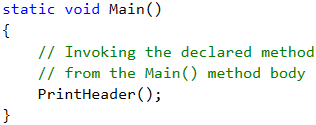 static void Main()
{
    // Invoking the declared method
    // from the Main() method body
    PrintHeader();
}